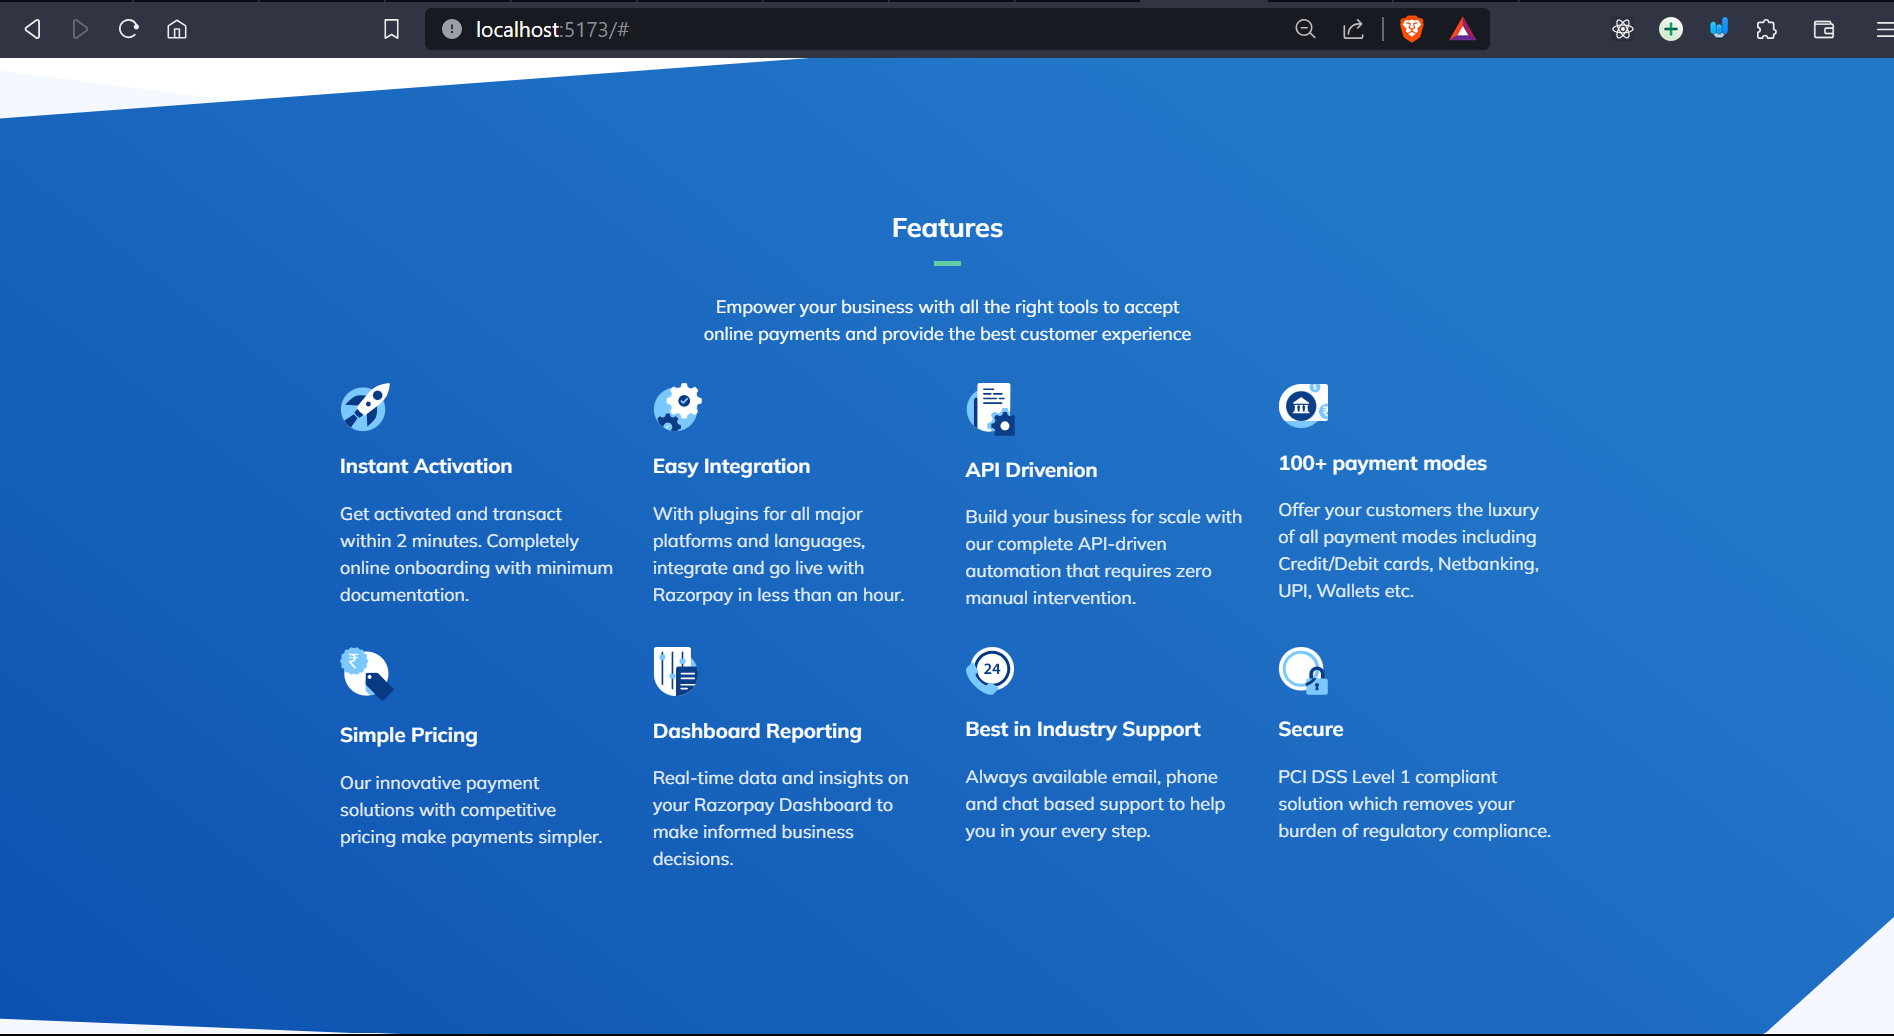 localhost:5173/#
Features
Empower your business with all the right tools to accept
online payments and provide the best customer experience
Instant Activation
Get activated and transact
within 2 minutes. Completely
online onboarding with minimum
documentation.
Easy Integration
With plugins for all major
platforms and languages,
integrate and go live with
Razorpay in less than an hour.
API Drivenion
Build your business for scale with
our complete API-driven
automation that requires zero
manual intervention.
100+ payment modes
Offer your customers the luxury
of all payment modes including
Credit/Debit cards, Netbanking,
UPI, Wallets etc.
₹
Simple Pricing
Our innovative payment
solutions with competitive
pricing make payments simpler.
Dashboard Reporting
Real-time data and insights on
your Razorpay Dashboard to
make informed business
decisions.
24
Best in Industry Support
Always available email, phone
and chat based support to help
you in your every step.
Secure
PCI DSS Level 1 compliant
solution which removes your
burden of regulatory compliance.